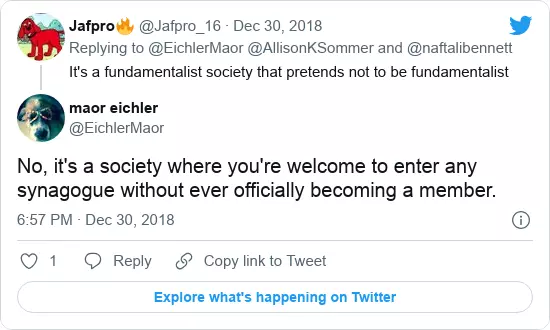 Jafpro🔥 @Jafpro_16 · Dec 30, 2018
Replying to @EichlerMaor @AllisonKSommer and @naftalibennett
It's a fundamentalist society that pretends not to be fundamentalist
maor eichler
@EichlerMaor
No, it's a society where you're welcome to enter any
synagogue without ever officially becoming a member.
6:57 PM · Dec 30, 2018
1 Reply Copy link to Tweet
Explore what's happening on Twitter